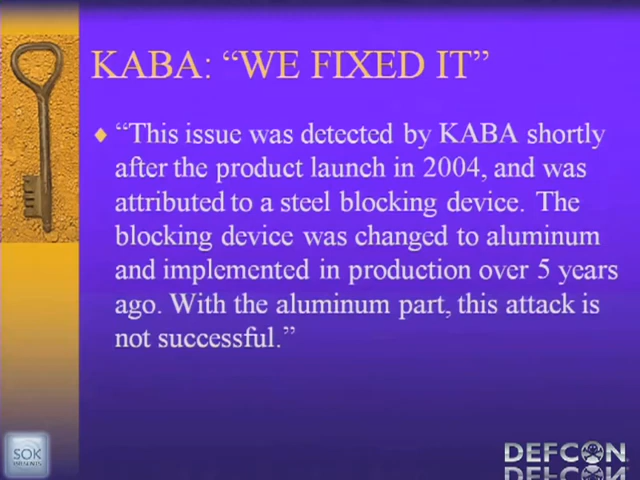 KABA: “WE FIXED IT”
“This issue was detected by KABA shortly
after the product launch in 2004, and was
attributed to a steel blocking device. The
blocking device was changed to aluminum
and implemented in production over 5 years
ago. With the aluminum part, this attack is
not successful.”
SOK
DEFCON